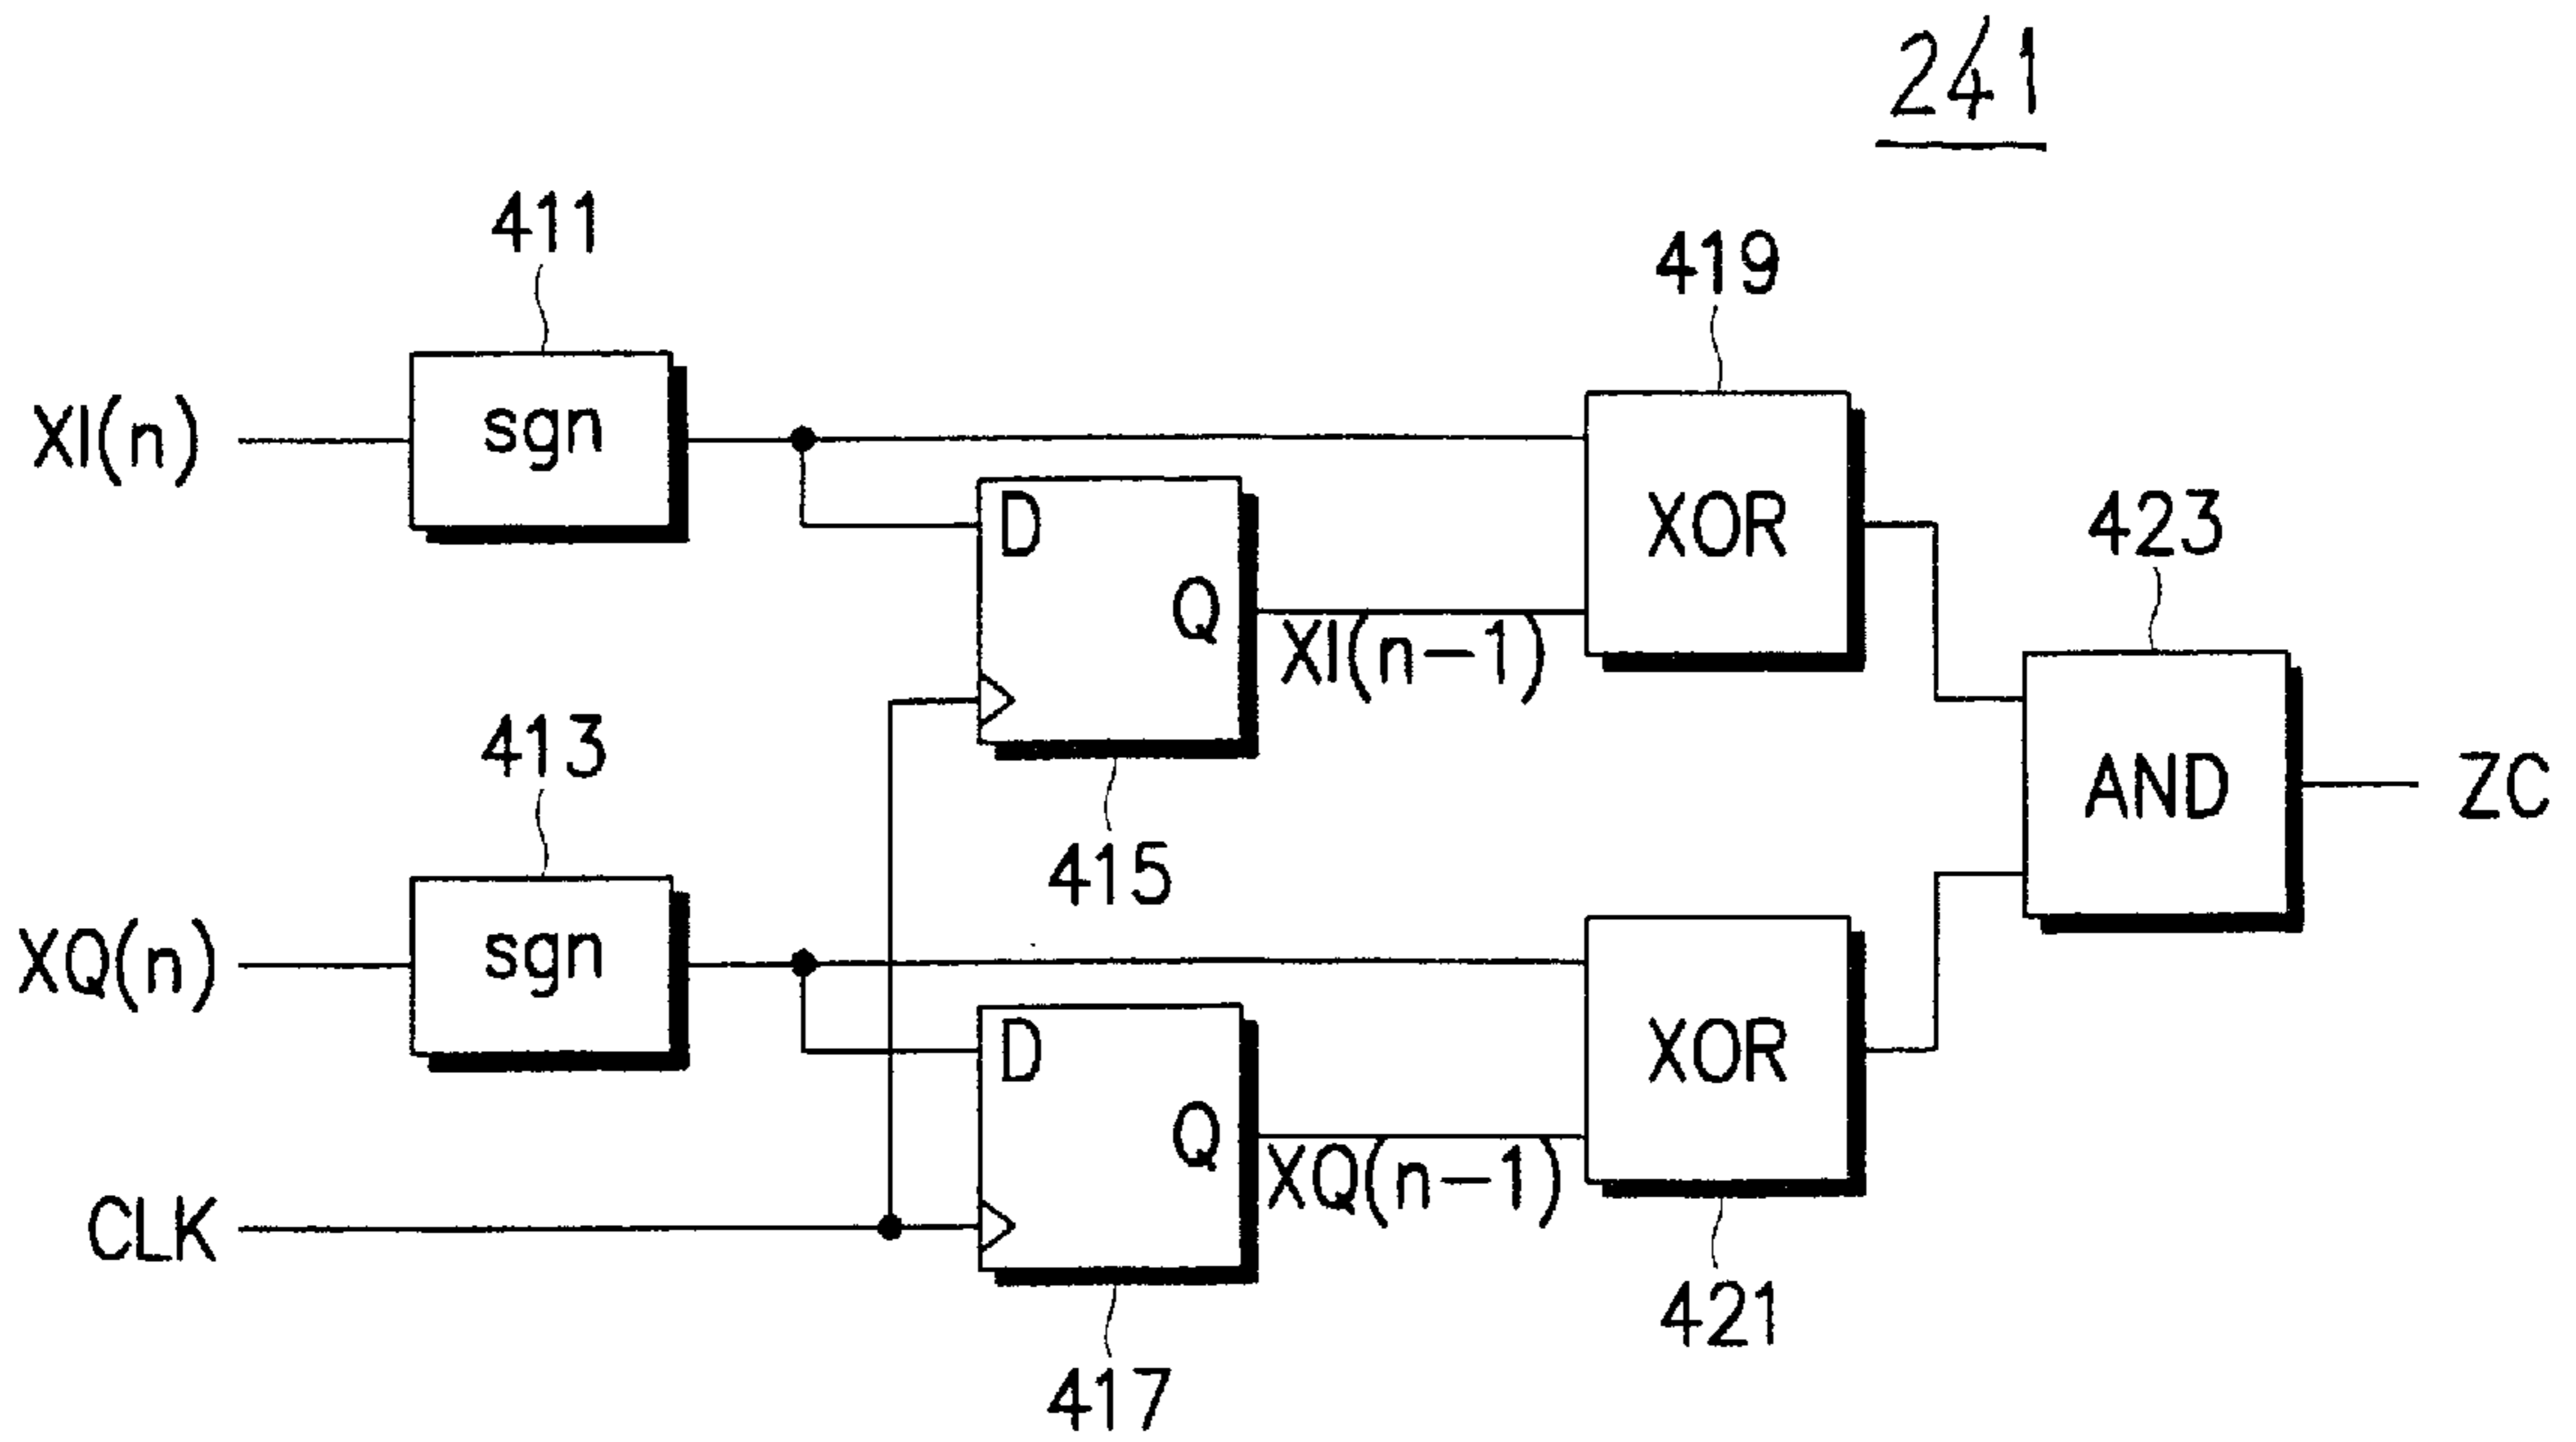 241
411
419
XI(n)
sgn
D
XOR
423
Q
XI(n-1)
413
AND
ZC
415
XQ(n)
sgn
D
XOR
Q
XQ(n-1)
CLK
421
417